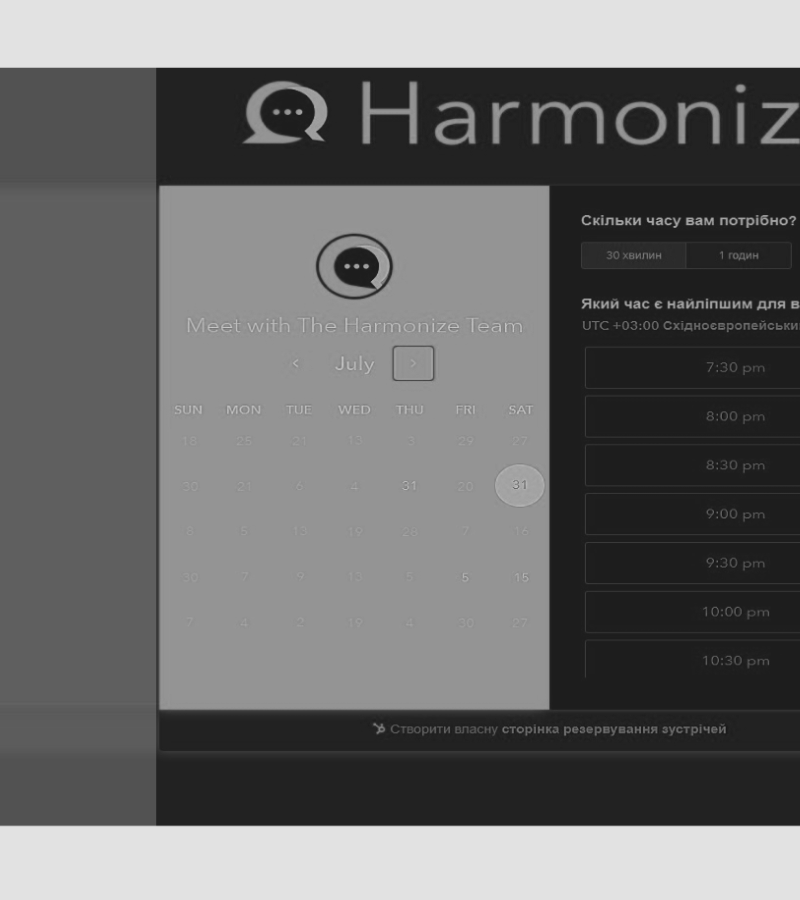 Harmoniz
Meet with The Harmonize Team
< July >
SUN MON TUE WED THU FRI SAT
18 25 21 13 3 29 27
30 21 6 4 31 20 31
8 5 13 19 28 7 16
30 7 9 13 5 5 15
7 4 2 19 4 30 27
Скільки часу вам потрібно?
30 хвилин 1 годин
Який час є найліпшим для в
UTC +03:00 Східноєвропейськи
7:30 pm
8:00 pm
8:30 pm
9:00 pm
9:30 pm
10:00 pm
10:30 pm
Створити власну сторінка резервування зустрічей